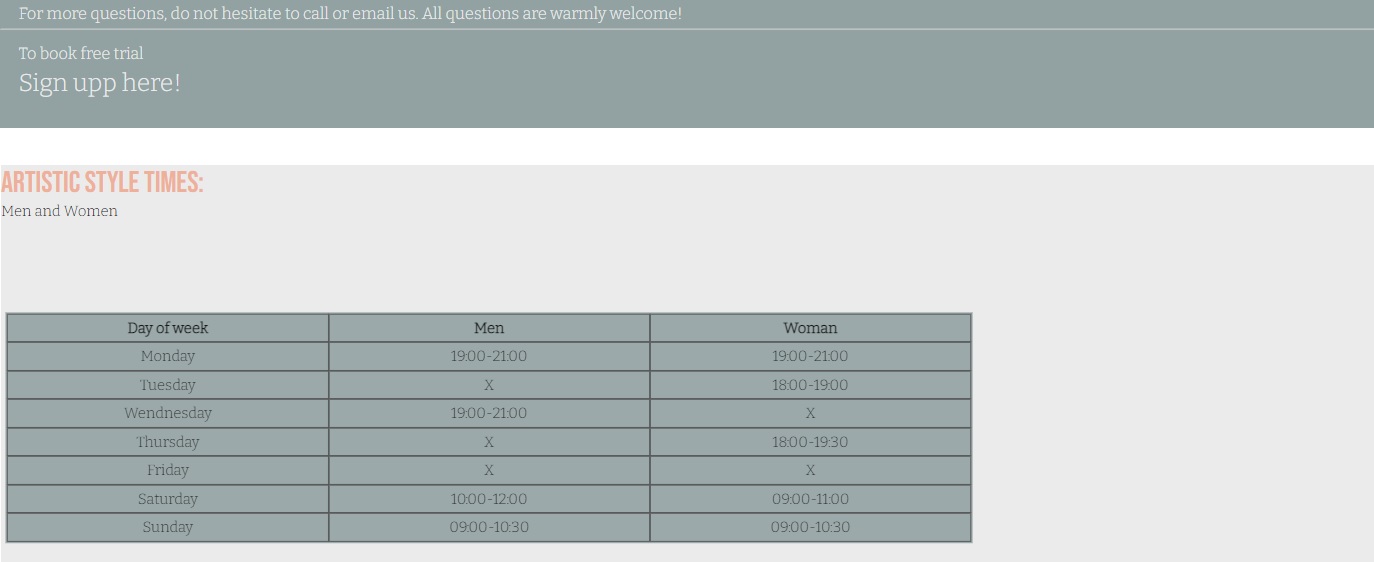 For more questions, do not hesitate to call or email us. All questions are warmly welcome!
To book free trial
Sign upp here!
ARTISTIC STYLE TIMES:
Men and Women
Day of week Men Woman
Monday 19:00-21:00 19:00-21:00
Tuesday X 18:00-19:00
Wendnesday 19:00-21:00 X
Thursday X 18:00-19:30
Friday X X
Saturday 10:00-12:00 09:00-11:00
Sunday 09:00-10:30 09:00-10:30